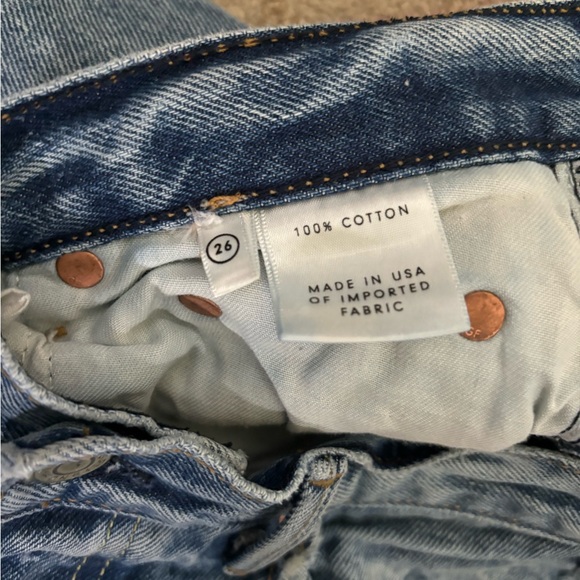 26
100% COTTON
MADE IN USA
OF IMPORTED
FABRIC